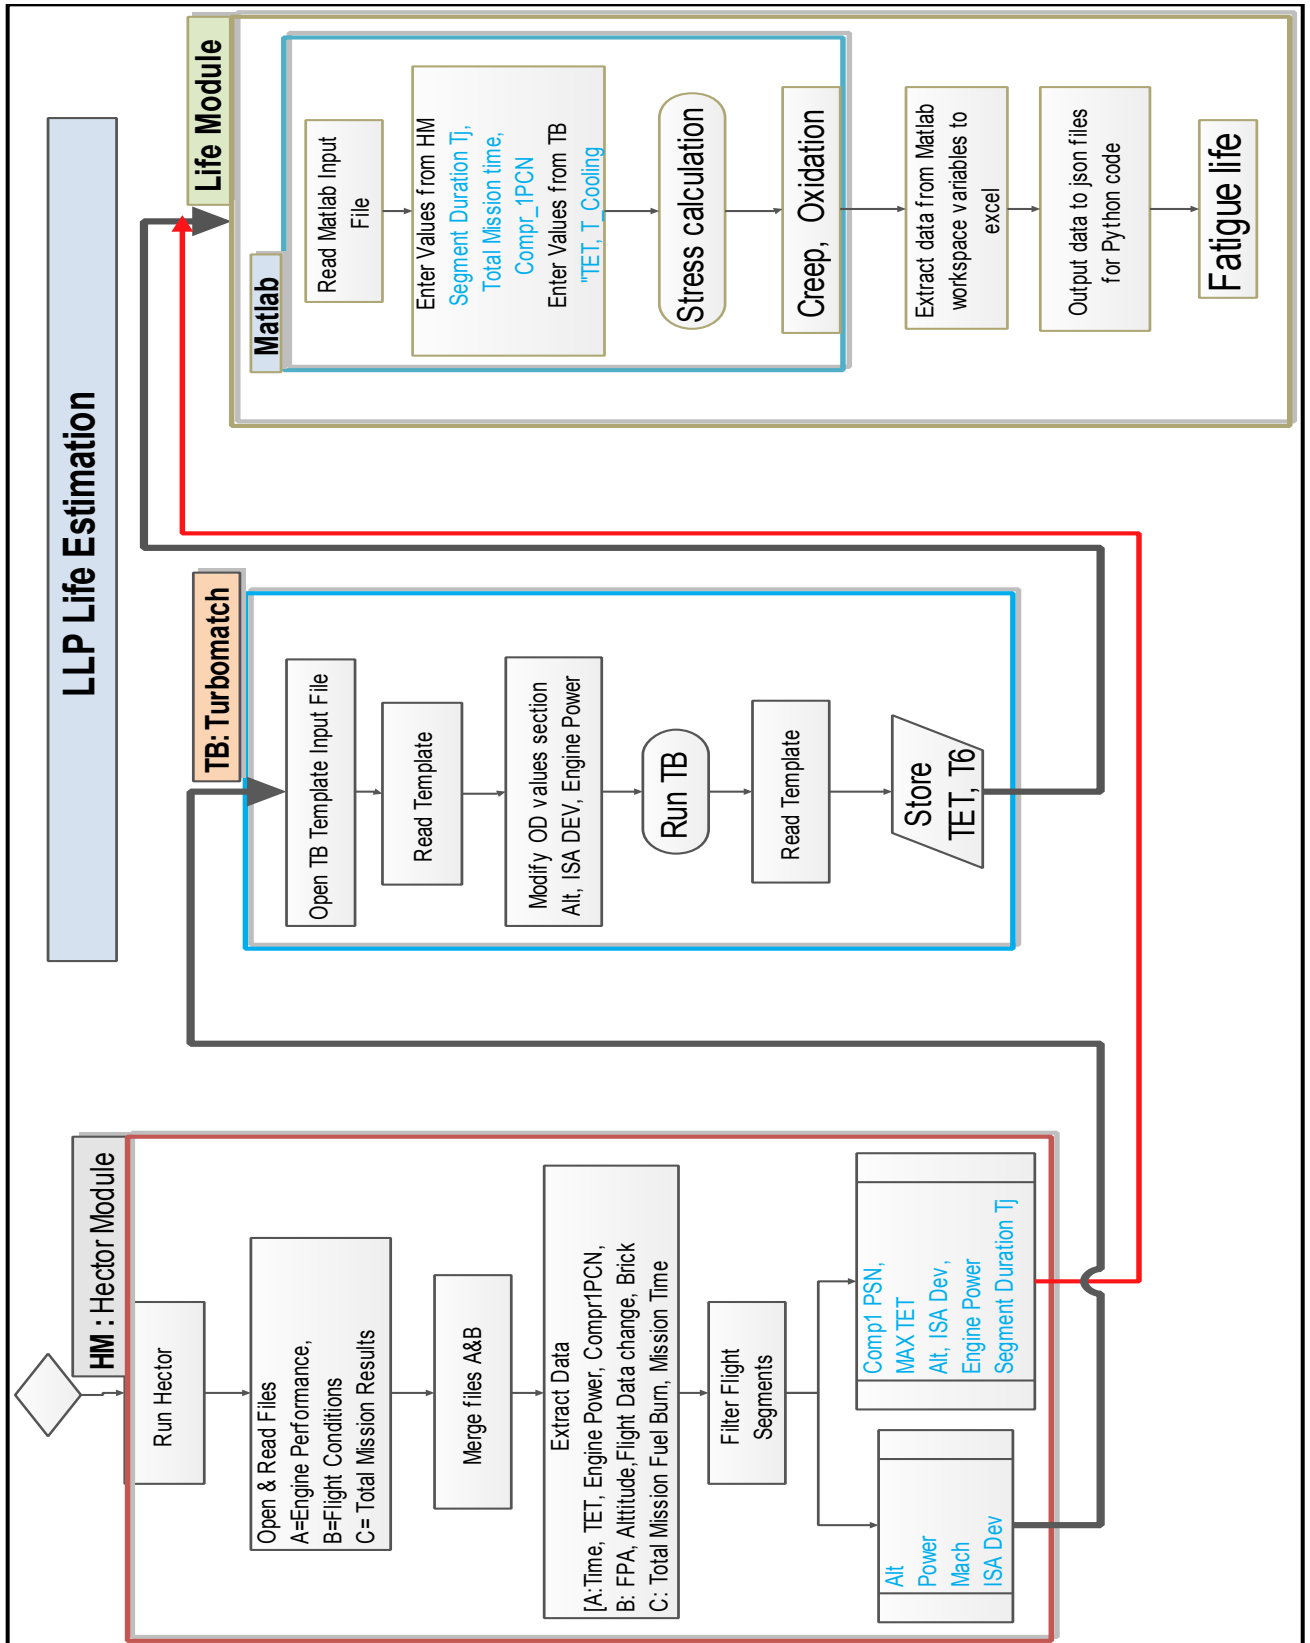 LLP Life Estimation
HM : Hector Module
Run Hector
Open & Read Files
A=Engine Performance,
B=Flight Conditions
C= Total Mission Results
Merge files A&B
Extract Data
[A:Time, TET, Engine Power, Compr1PCN,
B: FPA, Alttitude,Flight Data change, Brick
C: Total Mission Fuel Burn, Mission Time
Filter Flight
Segments
Alt
Power
Mach
ISA Dev
Comp1 PSN,
MAX TET
Alt, ISA Dev,
Engine Power
Segment Duration Tj
TB: Turbomatch
Open TB Template Input File
Read Template
Modify OD values section
Alt, ISA DEV, Engine Power
Run TB
Read Template
Store
TET, T6
Life Module
Matlab
Read Matlab Input
File
Enter Values from HM
Segment Duration Tj,
Total Mission time,
Compr_1PCN
Enter Values from TB
"TET, T_Cooling
Stress calculation
Creep, Oxidation
Extract data from Matlab
workspace variables to
excel
Output data to json files
for Python code
Fatigue life